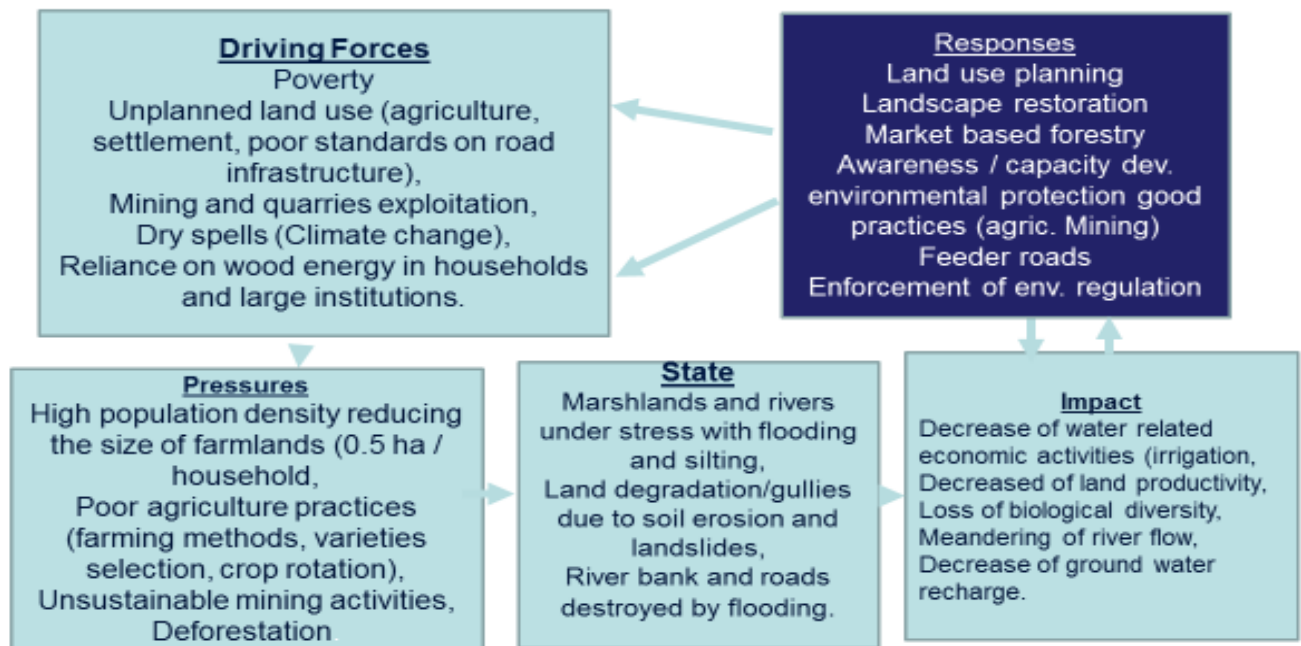 Driving Forces
Poverty
Unplanned land use (agriculture,
settlement, poor standards on road
infrastructure),
Mining and quarries exploitation,
Dry spells (Climate change),
Reliance on wood energy in households
and large institutions.
Responses
Land use planning
Landscape restoration
Market based forestry
Awareness / capacity dev.
environmental protection good
practices (agric. Mining)
Feeder roads
Enforcement of env. regulation
Pressures
High population density reducing
the size of farmlands (0.5 ha /
household,
Poor agriculture practices
(farming methods, varieties
selection, crop rotation),
Unsustainable mining activities,
Deforestation.
State
Marshlands and rivers
under stress with flooding
and silting,
Land degradation/gullies
due to soil erosion and
landslides,
River bank and roads
destroyed by flooding.
Impact
Decrease of water related
economic activities (irrigation,
Decreased of land productivity,
Loss of biological diversity,
Meandering of river flow,
Decrease of ground water
recharge.